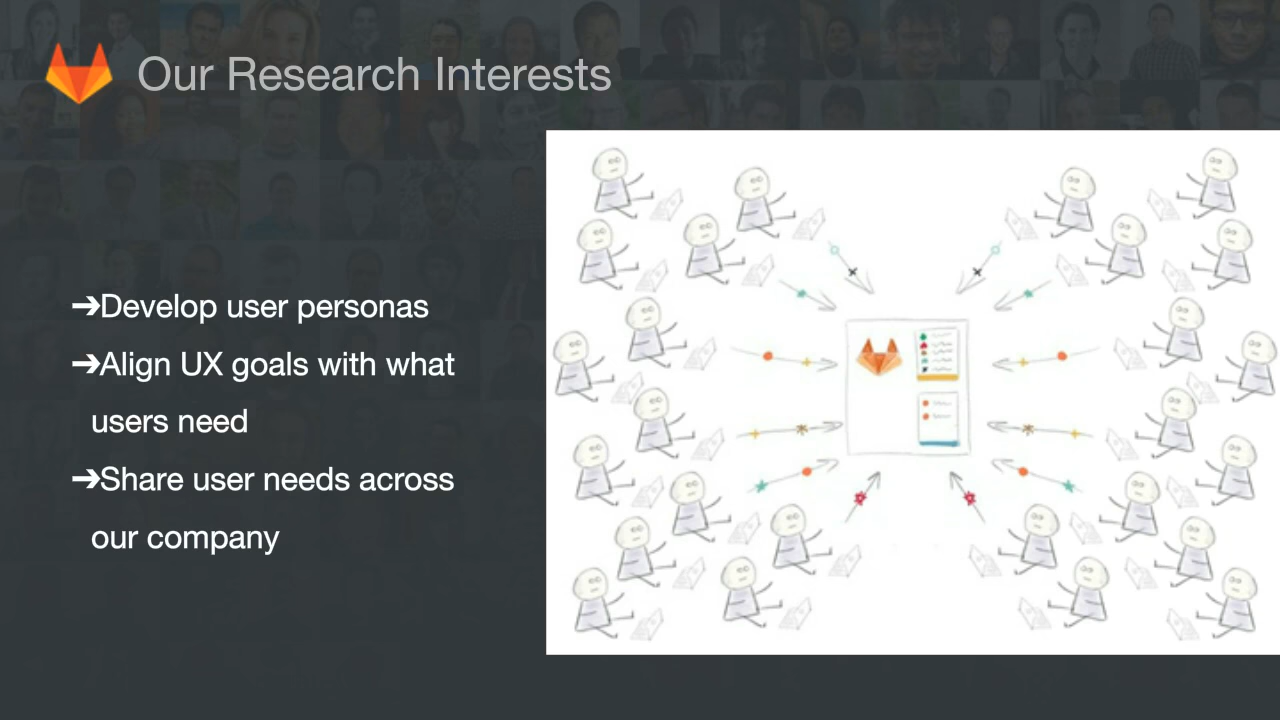 Our Research Interests
➔Develop user personas
➔Align UX goals with what
users need
➔Share user needs across
our company